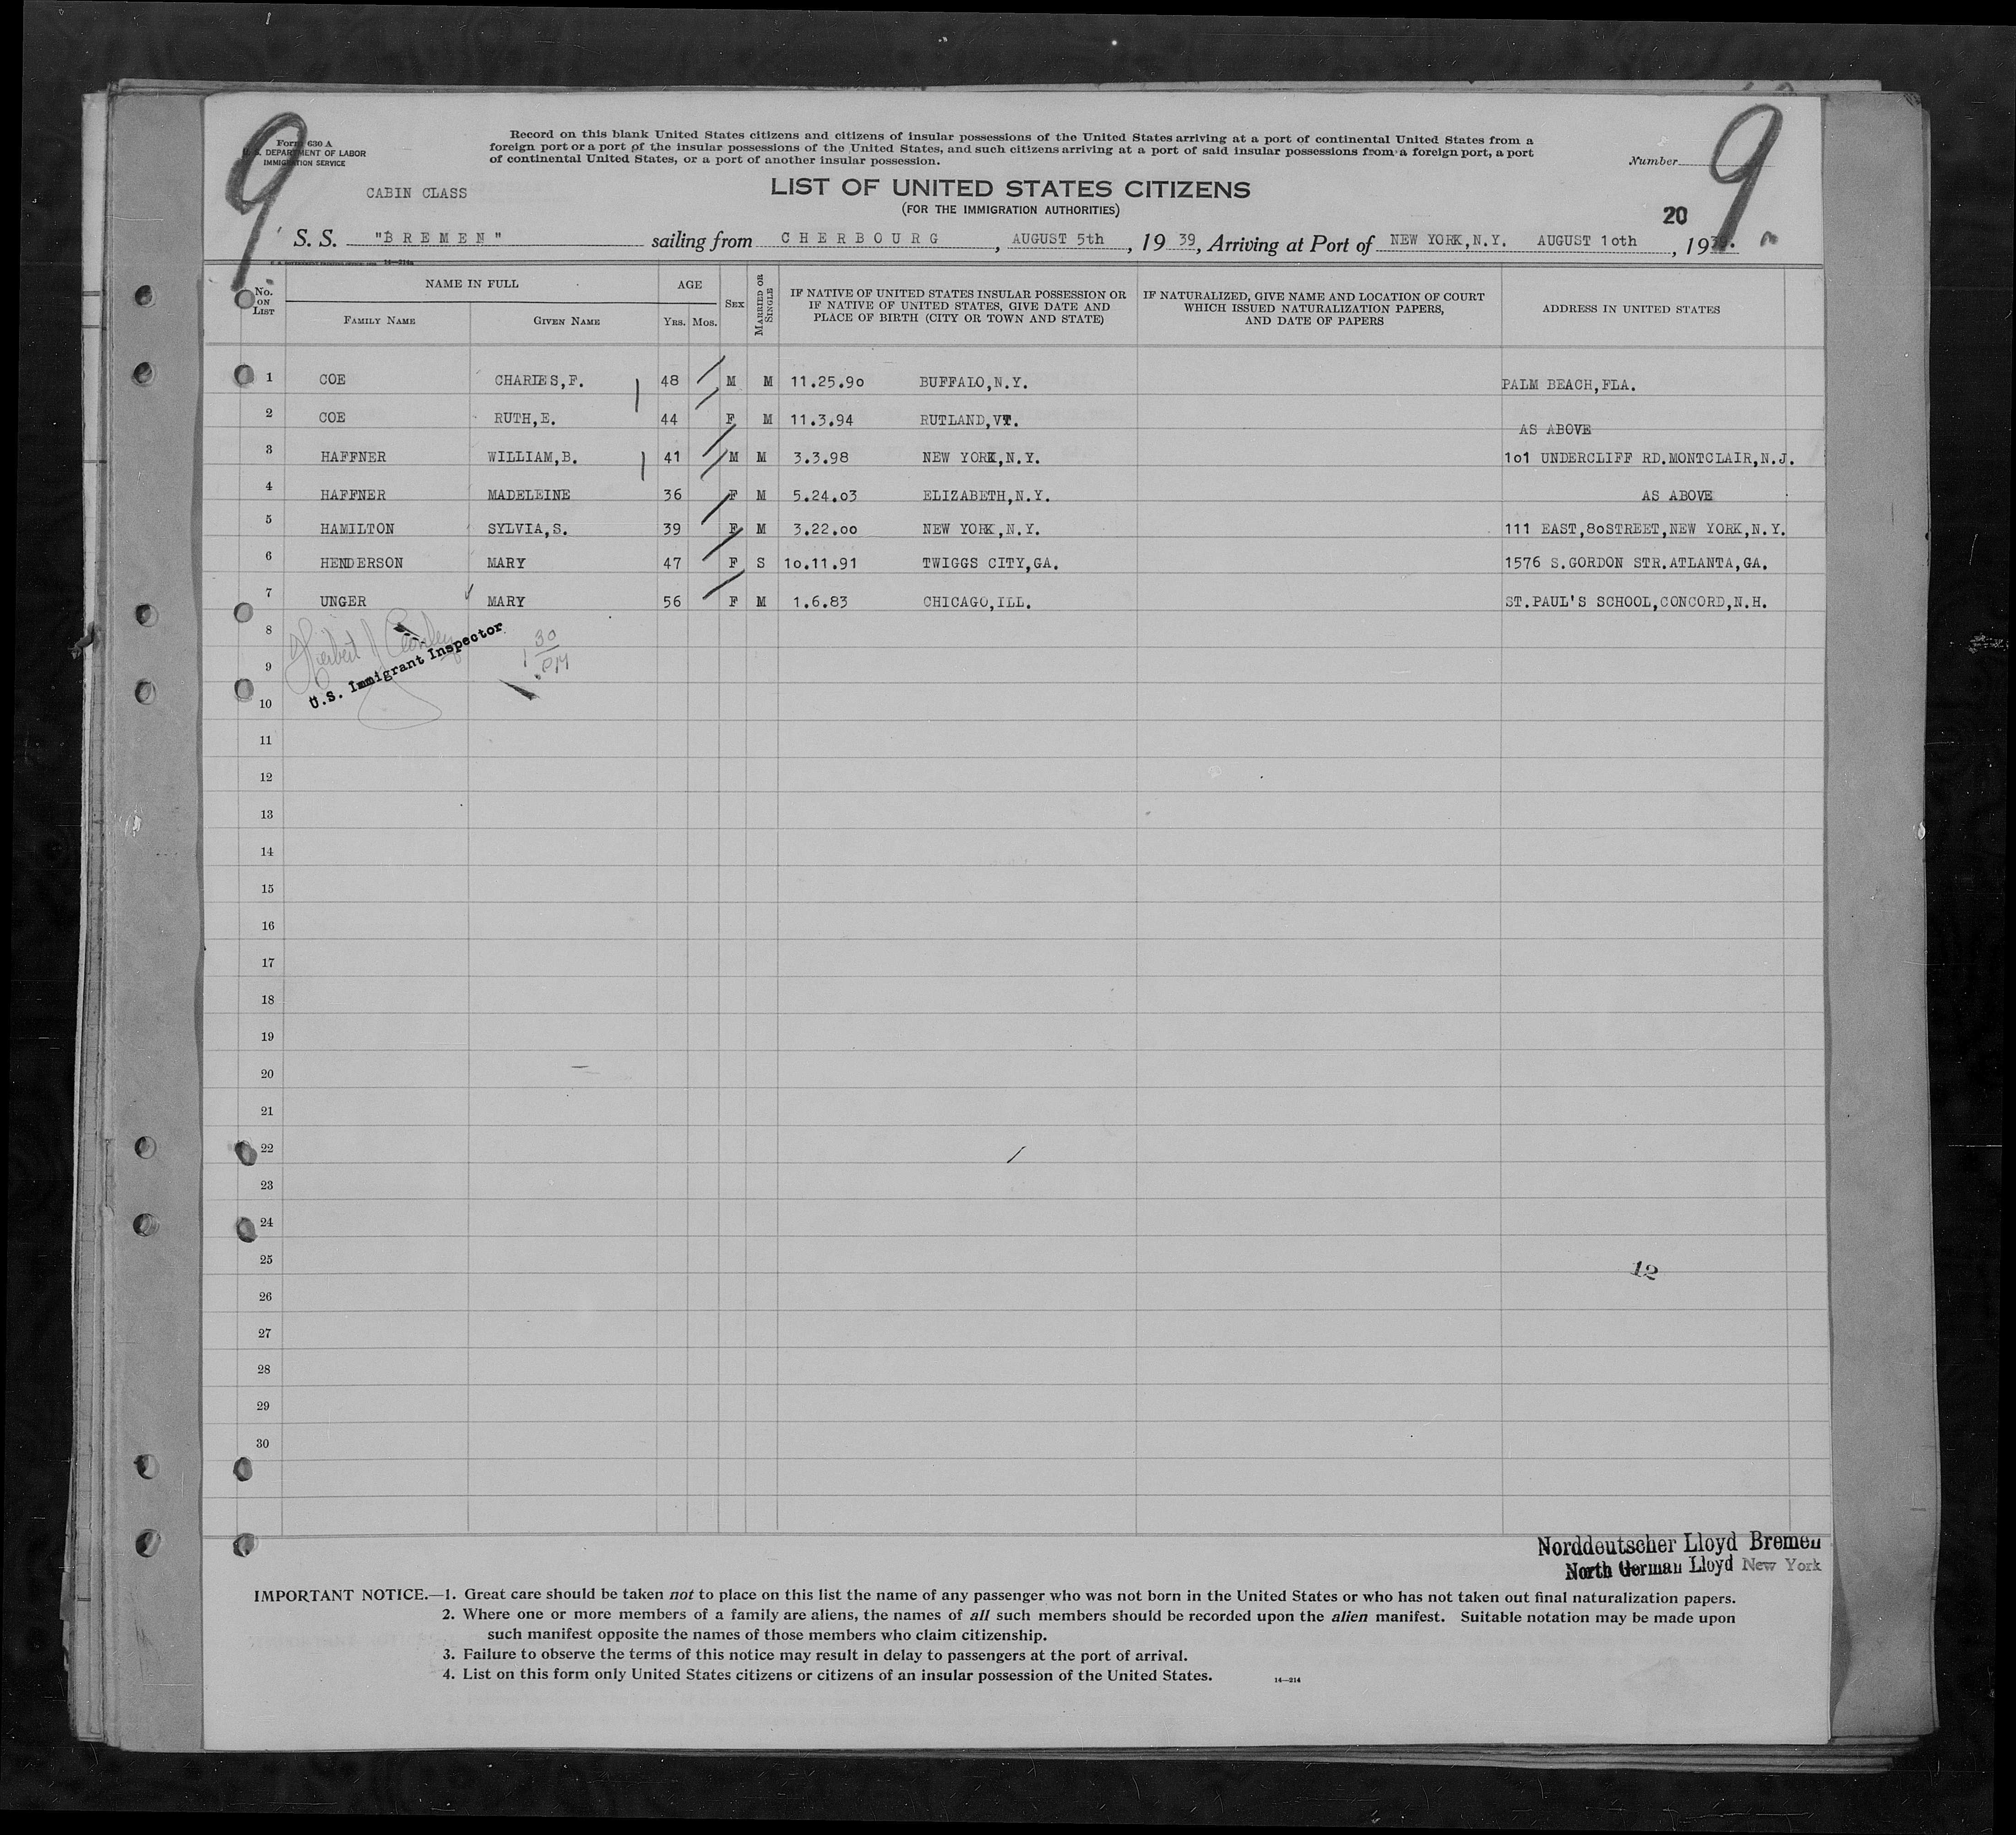 9 9
Form 630 A
U. S. DEPARTMENT OF LABOR
IMMIGRATION SERVICE
Record on this blank United States citizens and citizens of insular possessions of the United States arriving at a port of continental United States from a
foreign port or a port of the insular possessions of the United States, and such citizens arriving at a port of said insular possessions from a foreign port, a port
of continental United States, or a port of another insular possession.
Number
CABIN CLASS
LIST OF UNITED STATES CITIZENS
(FOR THE IMMIGRATION AUTHORITIES)
20
S. S. "BREMEN" sailing from CHERBOURG, AUGUST 5th, 19 39, Arriving at Port of NEW YORK,N.Y. AUGUST 1oth, 1939.
14—214a
No. ON LIST
NAME IN FULL
FAMILY NAME GIVEN NAME
AGE
YRS. MOS.
SEX
MARRIED OR SINGLE
IF NATIVE OF UNITED STATES INSULAR POSSESSION OR
IF NATIVE OF UNITED STATES, GIVE DATE AND
PLACE OF BIRTH (CITY OR TOWN AND STATE)
IF NATURALIZED, GIVE NAME AND LOCATION OF COURT
WHICH ISSUED NATURALIZATION PAPERS,
AND DATE OF PAPERS
ADDRESS IN UNITED STATES
1 COE CHARlES,F. 48 M M 11.25.9o BUFFALO,N.Y. PALM BEACH,FLA.
2 COE RUTH,E. 44 F M 11.3.94 RUTLAND,VT. AS ABOVE
3 HAFFNER WILLIAM,B. 41 M M 3.3.98 NEW YORK,N.Y. 1o1 UNDERCLIFF RD.MONTCLAIR,N.J.
4 HAFFNER MADELEINE 36 F M 5.24.o3 ELIZABETH,N.Y. AS ABOVE
5 HAMILTON SYLVIA,S. 39 F M 3.22.oo NEW YORK,N.Y. 111 EAST,8oSTREET,NEW YORK,N.Y.
6 HENDERSON MARY 47 F S 1o.11.91 TWIGGS CITY,GA. 1576 S.GORDON STR.ATLANTA,GA.
7 UNGER MARY 56 F M 1.6.83 CHICAGO,ILL. ST.PAUL'S SCHOOL,CONCORD,N.H.
8
9
U.S. Immigrant Inspector
1 30 PM
10
11
12
13
14
15
16
17
18
19
20
21
22
23
24
25
12
26
27
28
29
30
Norddeutscher Lloyd Bremen
North German Lloyd New York
IMPORTANT NOTICE.—1. Great care should be taken not to place on this list the name of any passenger who was not born in the United States or who has not taken out final naturalization papers.
2. Where one or more members of a family are aliens, the names of all such members should be recorded upon the alien manifest. Suitable notation may be made upon
such manifest opposite the names of those members who claim citizenship.
3. Failure to observe the terms of this notice may result in delay to passengers at the port of arrival.
4. List on this form only United States citizens or citizens of an insular possession of the United States.
14—214